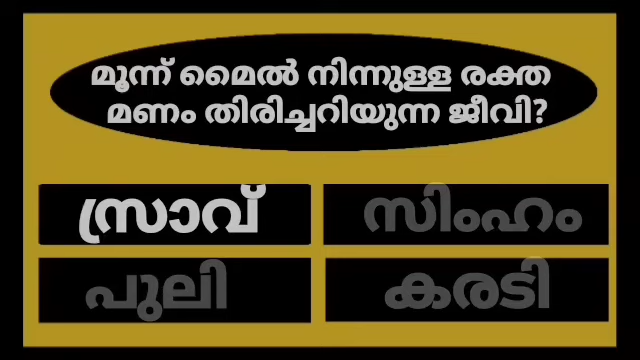 മൂന്ന് മൈൽ നിന്നുള്ള രക്ത
മണം തിരിച്ചറിയുന്ന ജീവി?
സ്രാവ് സിംഹം
പുലി കരടി